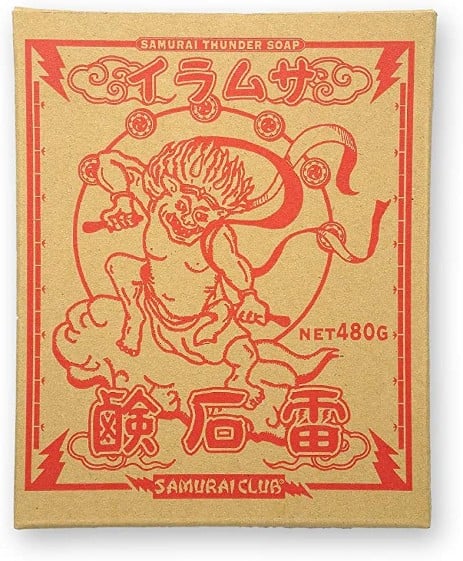 SAMURAI THUNDER SOAP
サムライ
NET480G
雷石鹸
SAMURAI CLUB®